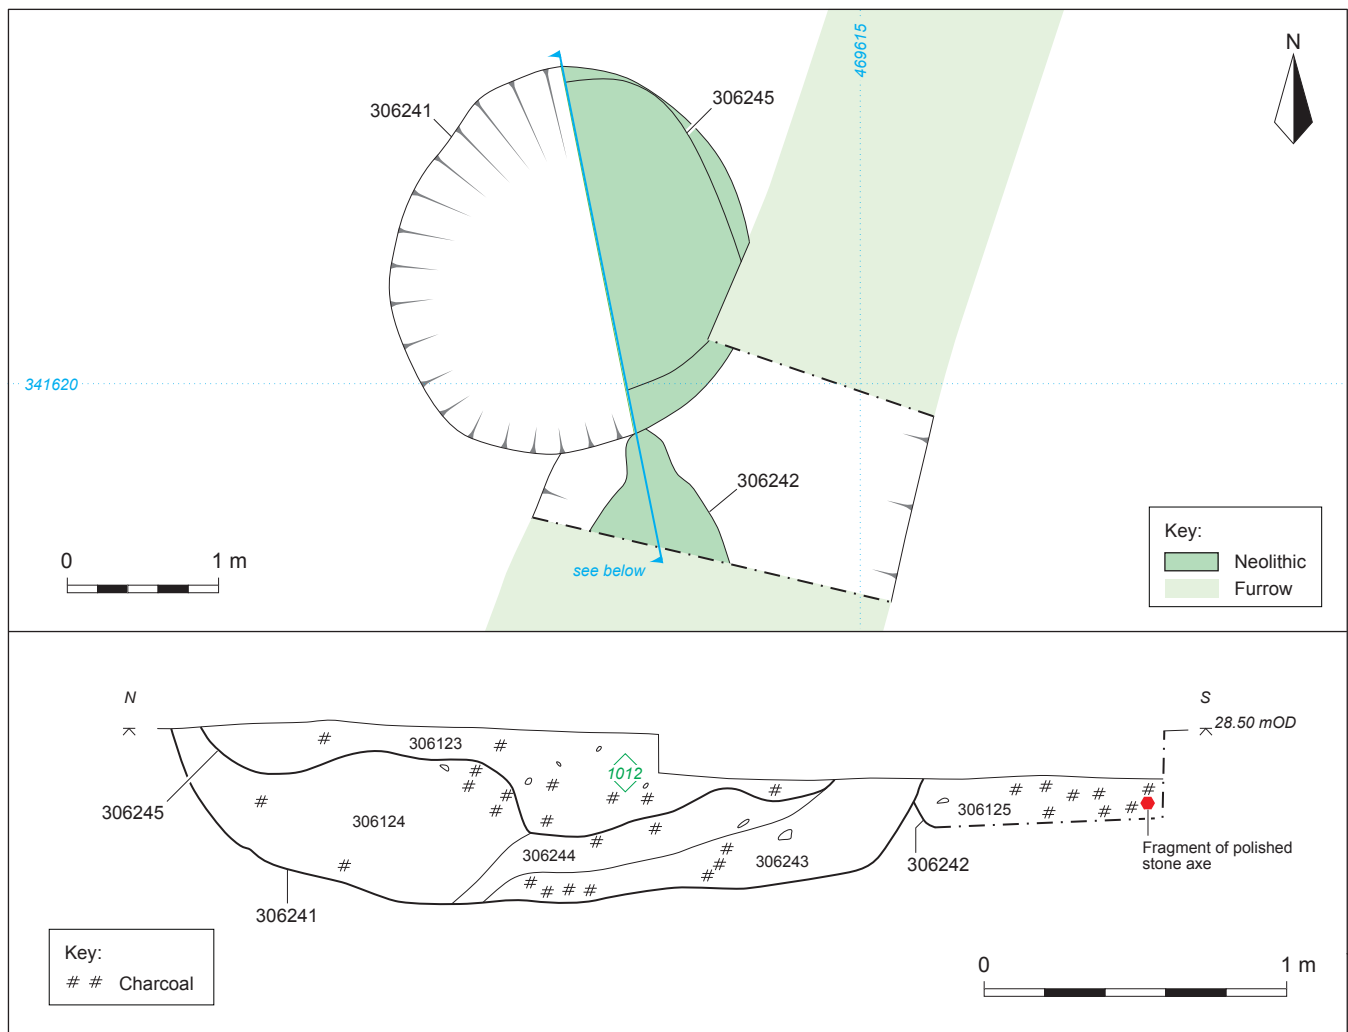 469615
N
306241
306245
341620
306242
0 1 m
see below
Key:
Neolithic
Furrow
N
S
28.50 mOD
306123
1012
306245
306124
306125
306244
306243
306242
Fragment of polished
stone axe
306241
Key:
# # Charcoal
0 1 m